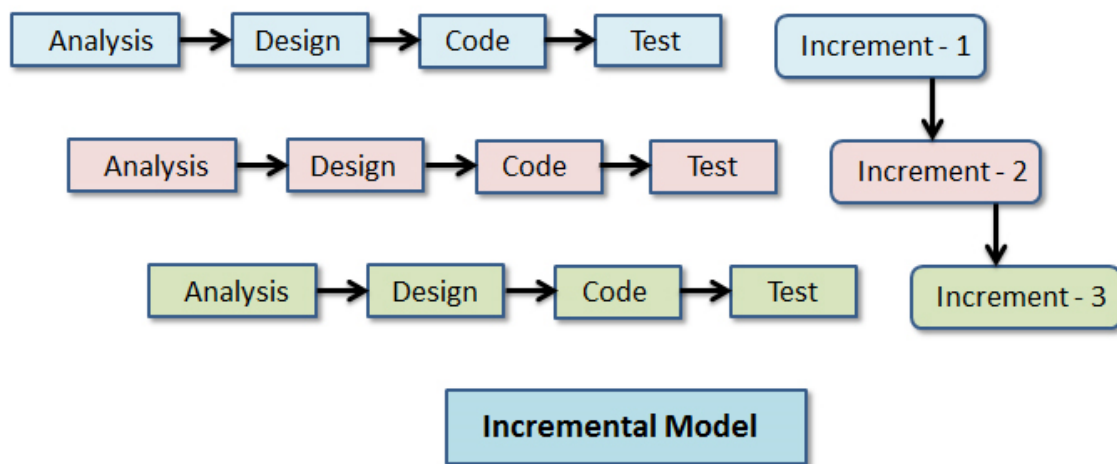 Analysis Design Code Test Increment - 1
Analysis Design Code Test Increment - 2
Analysis Design Code Test Increment - 3
Incremental Model